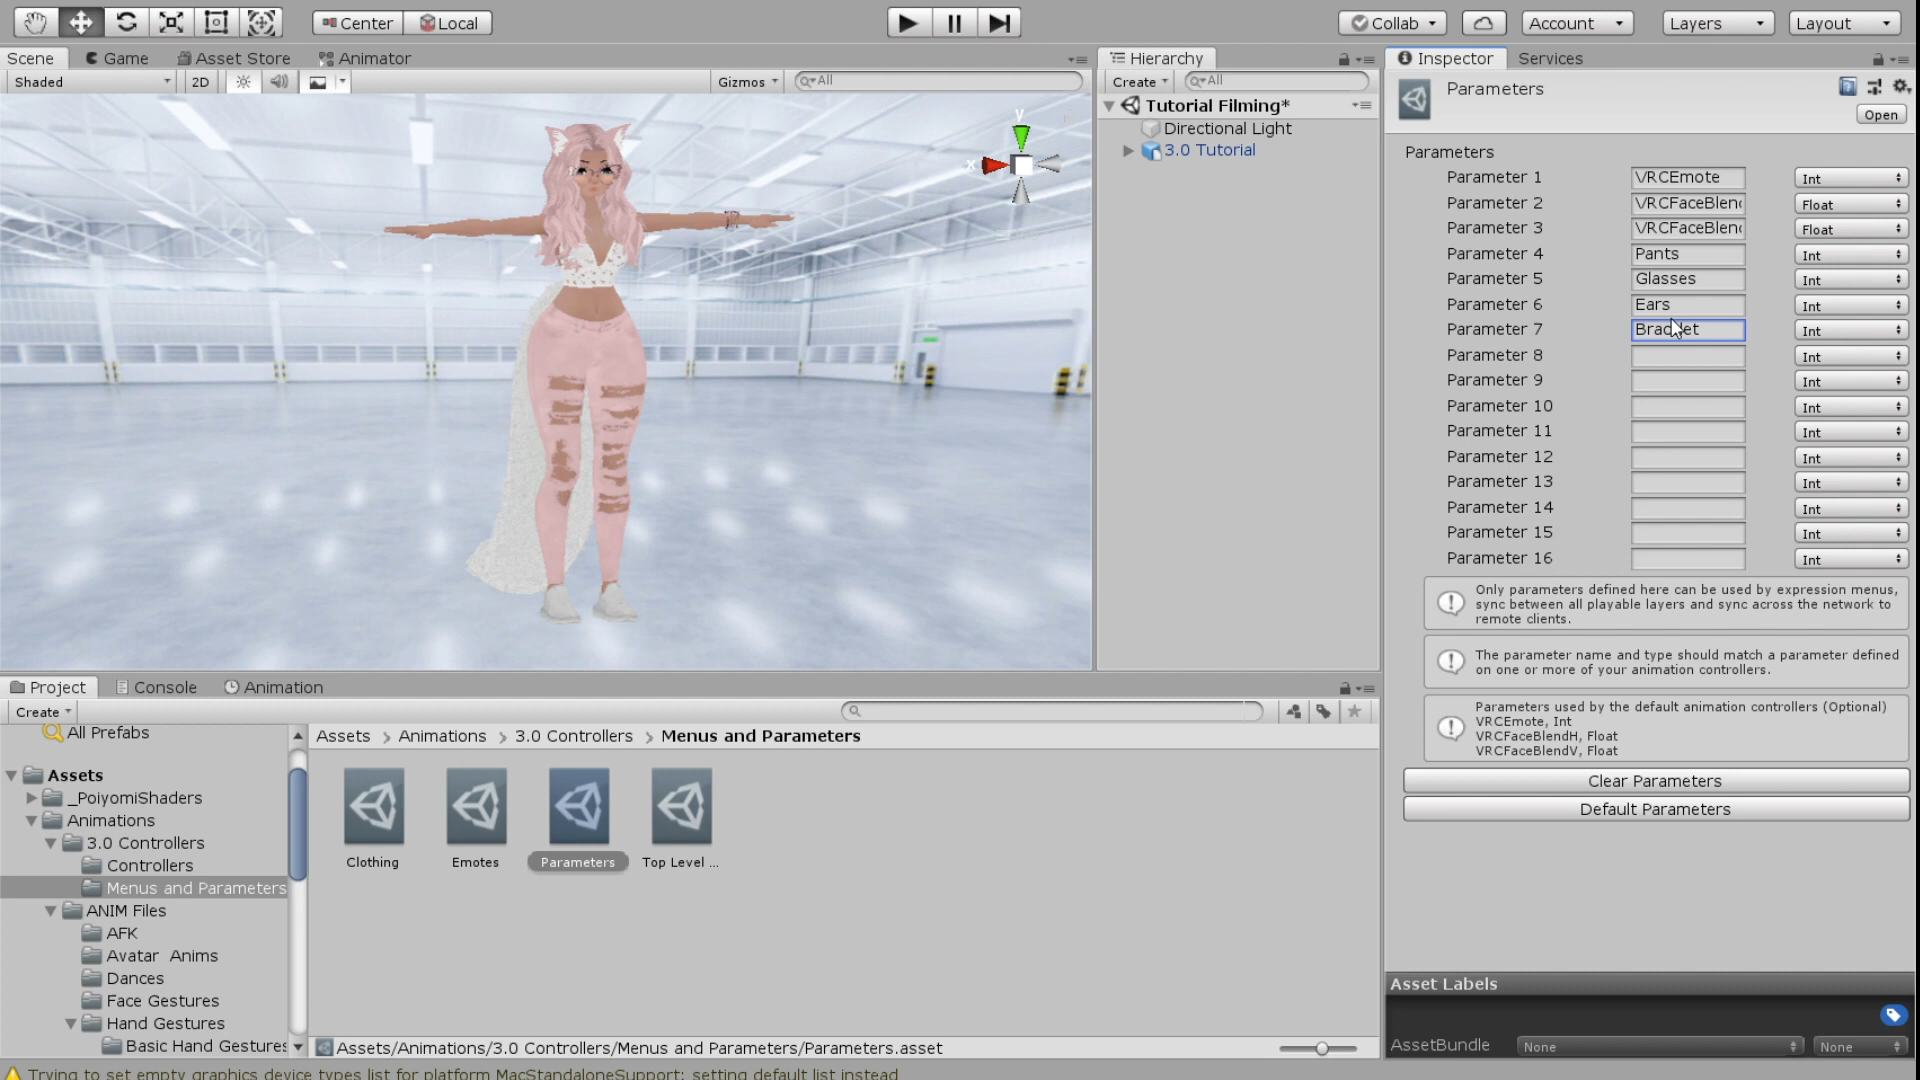 Center
Local
Collab
Account
Layers
Layout
Scene
Game
Asset Store
Animator
Shaded
2D
Gizmos
All
Hierarchy
Create
All
Tutorial Filming*
Directional Light
3.0 Tutorial
Inspector
Services
Parameters
Open
Parameters
Parameter 1 VRCEmote Int
Parameter 2 VRCFaceBlend Float
Parameter 3 VRCFaceBlend Float
Parameter 4 Pants Int
Parameter 5 Glasses Int
Parameter 6 Ears Int
Parameter 7 Int
Parameter 8 Int
Parameter 9 Int
Parameter 10 Int
Parameter 11 Int
Parameter 12 Int
Parameter 13 Int
Parameter 14 Int
Parameter 15 Int
Parameter 16 Int
Only parameters defined here can be used by expression menus,
sync between all playable layers and sync across the network to
remote clients.
The parameter name and type should match a parameter defined
on one or more of your animation controllers.
Parameters used by the default animation controllers (Optional)
VRCEmote, Int
VRCFaceBlendH, Float
VRCFaceBlendV, Float
Clear Parameters
Default Parameters
Asset Labels
AssetBundle None None
Project
Console
Animation
Create
All Prefabs
Assets
_PoiyomiShaders
Animations
3.0 Controllers
Controllers
Menus and Parameters
ANIM Files
AFK
Avatar Anims
Dances
Face Gestures
Hand Gestures
Basic Hand Gestures
Assets > Animations > 3.0 Controllers > Menus and Parameters
Clothing
Emotes
Parameters
Top Level ...
Assets/Animations/3.0 Controllers/Menus and Parameters/Parameters.asset
Trying to set empty graphics device types list for platform MacStandaloneSupport; setting default list instead
x
y